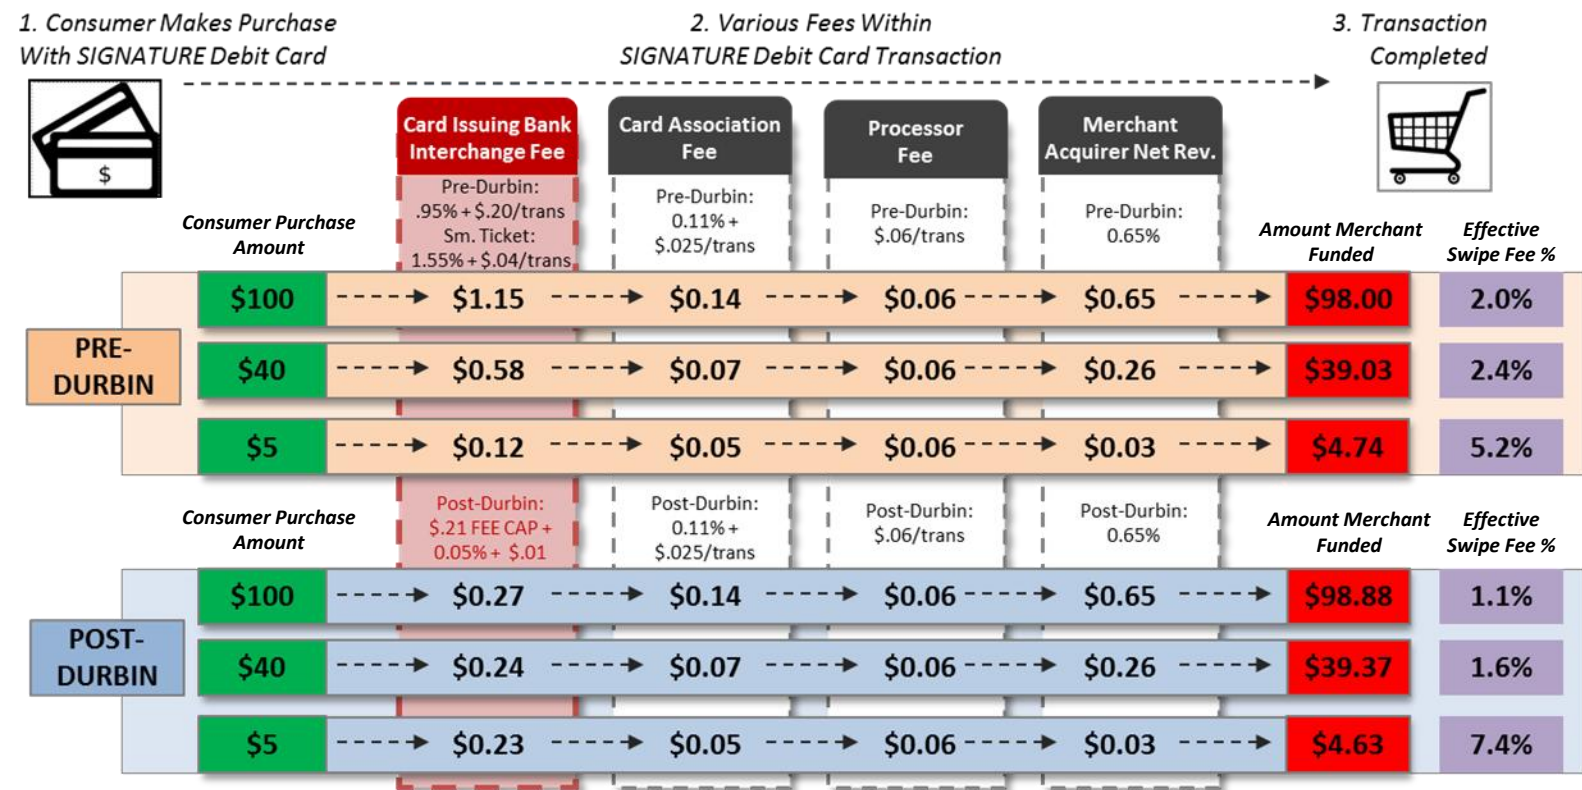 1. Consumer Makes Purchase
With SIGNATURE Debit Card
2. Various Fees Within
SIGNATURE Debit Card Transaction
3. Transaction
Completed
$
Card Issuing Bank
Interchange Fee
Card Association
Fee
Processor
Fee
Merchant
Acquirer Net Rev.
Pre-Durbin:
.95% + $.20/trans
Sm. Ticket:
1.55% + $.04/trans
Pre-Durbin:
0.11% +
$.025/trans
Pre-Durbin:
$.06/trans
Pre-Durbin:
0.65%
Consumer Purchase
Amount
Amount Merchant
Funded
Effective
Swipe Fee %
PRE-
DURBIN
$100 $1.15 $0.14 $0.06 $0.65 $98.00 2.0%
$40 $0.58 $0.07 $0.06 $0.26 $39.03 2.4%
$5 $0.12 $0.05 $0.06 $0.03 $4.74 5.2%
Consumer Purchase
Amount
Post-Durbin:
$.21 FEE CAP +
0.05% + $.01
Post-Durbin:
0.11% +
$.025/trans
Post-Durbin:
$.06/trans
Post-Durbin:
0.65%
Amount Merchant
Funded
Effective
Swipe Fee %
POST-
DURBIN
$100 $0.27 $0.14 $0.06 $0.65 $98.88 1.1%
$40 $0.24 $0.07 $0.06 $0.26 $39.37 1.6%
$5 $0.23 $0.05 $0.06 $0.03 $4.63 7.4%